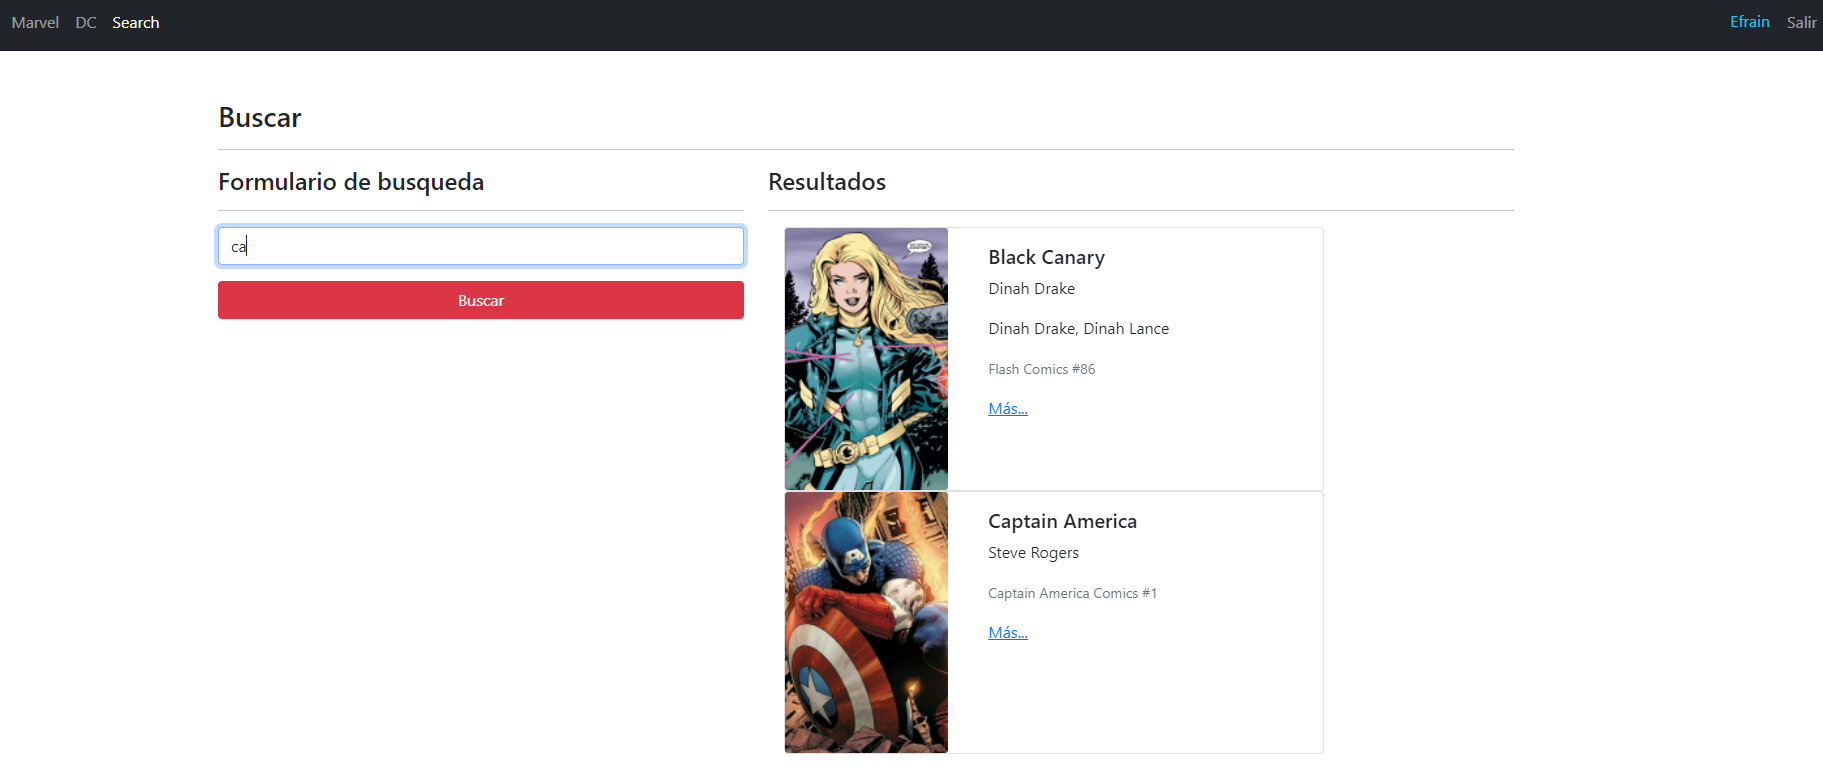 Marvel DC Search Efrain Salir
Buscar
Formulario de busqueda
ca
Buscar
Resultados
Black Canary
Dinah Drake
Dinah Drake, Dinah Lance
Flash Comics #86
Más...
Captain America
Steve Rogers
Captain America Comics #1
Más...